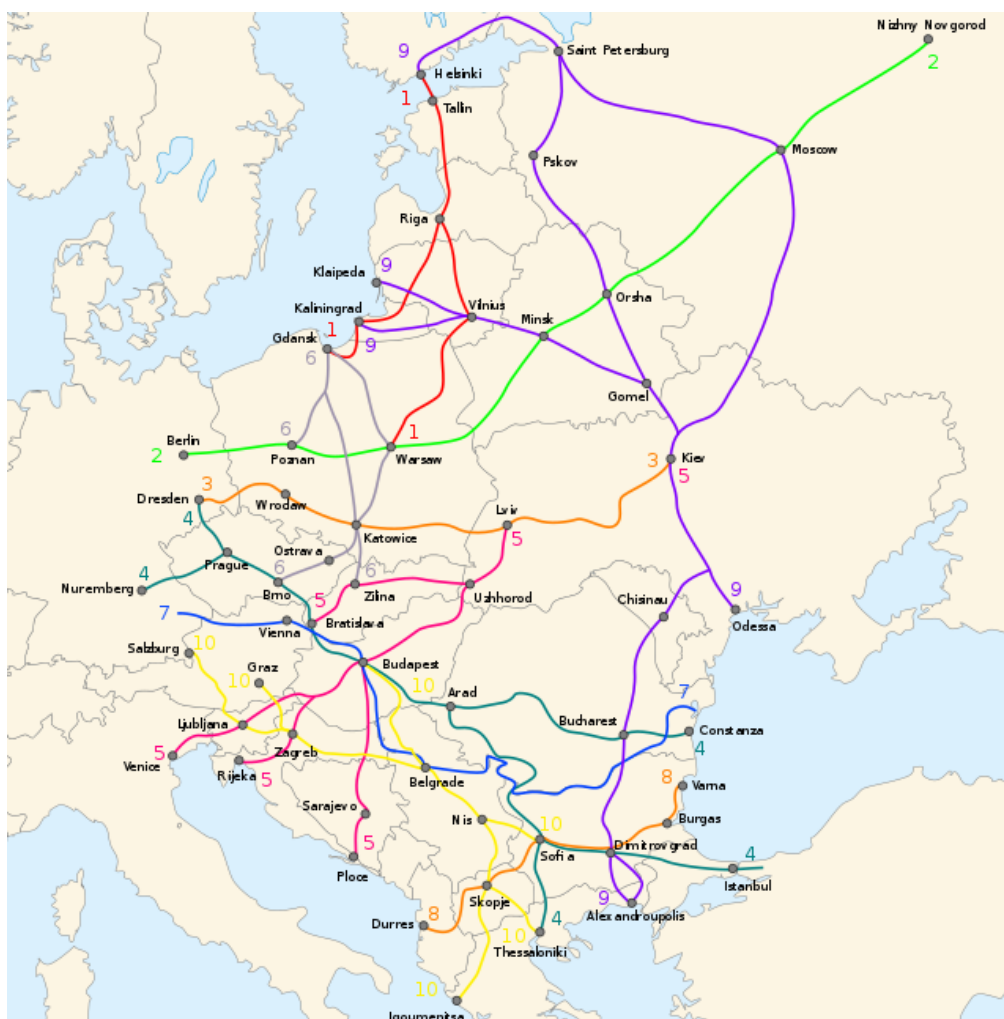 Nizhny Novgorod
2
9
Saint Petersburg
Helsinki
1
Tallin
Pskov
Moscow
Riga
Klaipeda
9
Kaliningrad
Vilnius
Orsha
1
Minsk
Gdansk
9
6
Gomel
6
1
Berlin
2
Poznan
Warsaw
3
Kiev
5
3
Dresden
Wroclaw
4
Lviv
5
Katowice
Ostrava
Prague
6
6
4
Nuremberg
Brno
Zilina
Uzhhorod
9
5
Chisinau
7
Odessa
Vienna
Bratislava
Salzburg
10
Graz
Budapest
10
10
Arad
7
Ljubljana
Bucharest
Constanza
4
Zagreb
5
Venice
Rijeka
5
Belgrade
8
Varna
Sarajevo
Nis
Burgas
10
5
Sofia
Dimitrovgrad
4
Ploce
Istanbul
Skopje
9
8
Alexandroupolis
Durres
4
10
Thessaloniki
10
Igoumenitsa